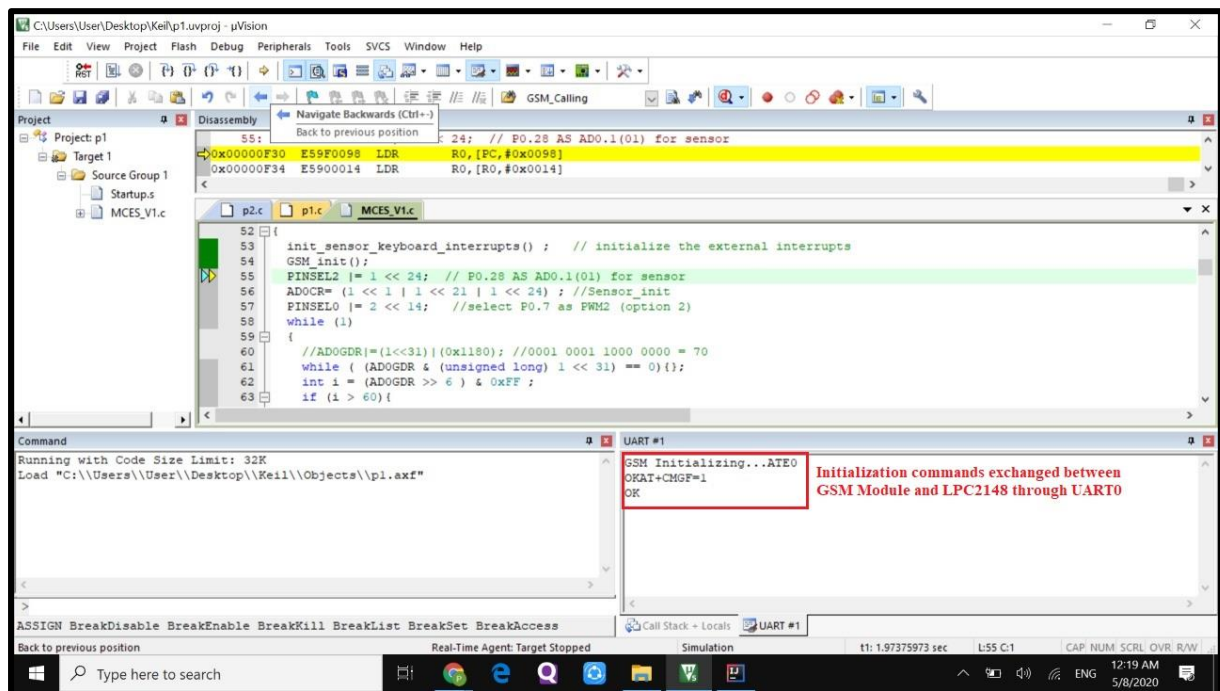 C:\Users\User\Desktop\Keil\p1.uvproj - µVision
File Edit View Project Flash Debug Peripherals Tools SVCS Window Help
RST
GSM_Calling
Project
Project: p1
Target 1
Source Group 1
Startup.s
MCES_V1.c
Disassembly
Navigate Backwards (Ctrl+-)
Back to previous position
55: < 24; // P0.28 AS AD0.1(01) for sensor
0x00000F30 E59F0098 LDR R0,[PC,#0x0098]
0x00000F34 E5900014 LDR R0,[R0,#0x0014]
p2.c p1.c MCES_V1.c
52 {
53 init_sensor_keyboard_interrupts() ; // initialize the external interrupts
54 GSM_init();
55 PINSEL2 |= 1 << 24; // P0.28 AS AD0.1(01) for sensor
56 AD0CR= (1 << 1 | 1 << 21 | 1 << 24) ; //Sensor_init
57 PINSEL0 |= 2 << 14; //select P0.7 as PWM2 (option 2)
58 while (1)
59 {
60 //AD0GDR|=(1<<31)|(0x1180); //0001 0001 1000 0000 = 70
61 while ( (AD0GDR & (unsigned long) 1 << 31) == 0){};
62 int i = (AD0GDR >> 6 ) & 0xFF ;
63 if (i > 60){
Command
Running with Code Size Limit: 32K
Load "C:\\Users\\User\\Desktop\\Keil\\Objects\\p1.axf"
>
ASSIGN BreakDisable BreakEnable BreakKill BreakList BreakSet BreakAccess
UART #1
GSM Initializing...ATE0
OKAT+CMGF=1
OK
Initialization commands exchanged between
GSM Module and LPC2148 through UART0
Call Stack + Locals UART #1
Back to previous position Real-Time Agent: Target Stopped Simulation t1: 1.97375973 sec L:55 C:1 CAP NUM SCRL OVR R/W
Type here to search
ENG
12:19 AM
5/8/2020